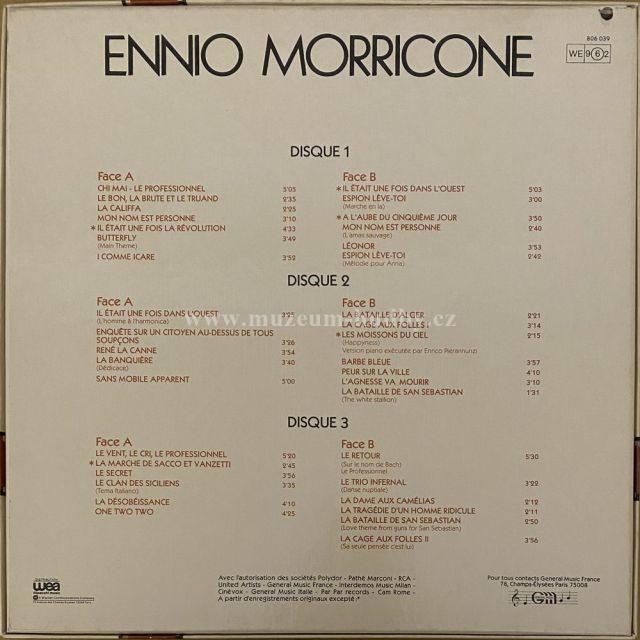 ENNIO MORRICONE
806 039
WE 9 6 2
DISQUE 1
Face A
CHI MAI - LE PROFESSIONNEL 5'05
LE BON, LA BRUTE ET LE TRUAND 2'35
LA CALIFFA 2'25
MON NOM EST PERSONNE 3'10
*IL ÉTAIT UNE FOIS LA RÉVOLUTION 4'33
BUTTERFLY 3'49
(Main Theme)
I COMME ICARE 3'52
Face B
*IL ÉTAIT UNE FOIS DANS L'OUEST 5'03
ESPION LÈVE-TOI 3'00
(Marche en la)
*A L'AUBE DU CINQUIÈME JOUR 3'50
MON NOM EST PERSONNE 2'40
(L'amas sauvage)
LÉONOR 3'53
ESPION LÈVE-TOI 2'42
(Mélodie pour Anna)
DISQUE 2
Face A
IL ÉTAIT UNE FOIS DANS L'OUEST 3'25
(L'homme à l'harmonica)
ENQUÊTE SUR UN CITOYEN AU-DESSUS DE TOUS
SOUPÇONS 3'26
RENÉ LA CANNE 3'54
LA BANQUIÈRE 3'40
(Dédicace)
SANS MOBILE APPARENT 5'00
Face B
LA BATAILLE D'ALGER 2'21
LA CAGE AUX FOLLES I 3'14
*LES MOISSONS DU CIEL 2'15
(Happyness)
Version piano exécutée par Enrico Pierannunzi
BARBE BLEUE 3'57
PEUR SUR LA VILLE 4'10
L'AGNESSE VA MOURIR 3'10
LA BATAILLE DE SAN SEBASTIAN 1'31
(The white stallion)
www.muzeum .cz
DISQUE 3
Face A
LE VENT, LE CRI, LE PROFESSIONNEL 5'20
*LA MARCHE DE SACCO ET VANZETTI 2'45
LE SECRET 3'56
LE CLAN DES SICILIENS 3'35
(Tema Italiano)
LA DÉSOBÉISSANCE 4'10
ONE TWO TWO 4'25
Face B
LE RETOUR 5'30
(Sur le nom de Bach)
Le Professionnel
LE TRIO INFERNAL 3'22
(Danse nuptiale)
LA DAME AUX CAMÉLIAS 2'12
LA TRAGÉDIE D'UN HOMME RIDICULE 2'11
LA BATAILLE DE SAN SEBASTIAN 2'50
(Love theme from guns for San Sebastian)
LA CAGE AUX FOLLES II 3'56
(Sa seule pensée c'est lui)
wea
Filipacchi Music
A Warner Communications Company
Avec l'autorisation des sociétés Polydor - Pathé Marconi - RCA -
United Artists - General Music France - Interdemos Music Milan -
Cinévox - General Music Italie - Par Par records - Cam Rome -
A partir d'enregistrements originaux excepté:*
Pour tous contacts General Music France
78, Champs-Elysées Paris 75008
GM